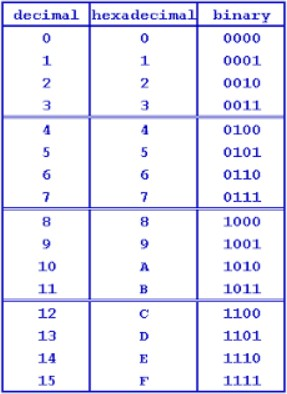 decimal hexadecimal binary
0 0 0000
1 1 0001
2 2 0010
3 3 0011
4 4 0100
5 5 0101
6 6 0110
7 7 0111
8 8 1000
9 9 1001
10 A 1010
11 B 1011
12 C 1100
13 D 1101
14 E 1110
15 F 1111